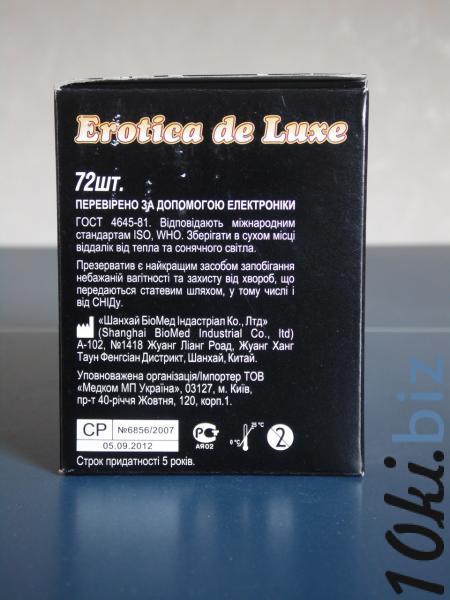 Erotica de Luxe
72шт.
ПЕРЕВІРЕНО ЗА ДОПОМОГОЮ ЕЛЕКТРОНІКИ
ГОСТ 4645-81. Відповідають міжнародним
стандартам ISO, WHO. Зберігати в сухом місці
віддалік від тепла та сонячного світла.
Презерватив є найкращим засобом запобігання
небажаній вагітності та захисту від хвороб, що
передаються статевим шляхом, у тому числі і
від СНІДу.
«Шанхай БіоМед Індастріал Ко., Лтд»
(Shanghai BioMed Industrial Co., ltd)
А-102, №1418 Жуанг Ліанг Роад, Жуанг Ханг
Таун Фенгсіан Дистрикт, Шанхай, Китай.
Уповноважена організація/Імпортер ТОВ
«Медком МП Україна», 03127, м. Київ,
пр-т 40-річчя Жовтня, 120, корп.1.
СР №6856/2007
05.09.2012
АЯ02
0°C 25°C
2
Строк придатності 5 років.
10ki.biz